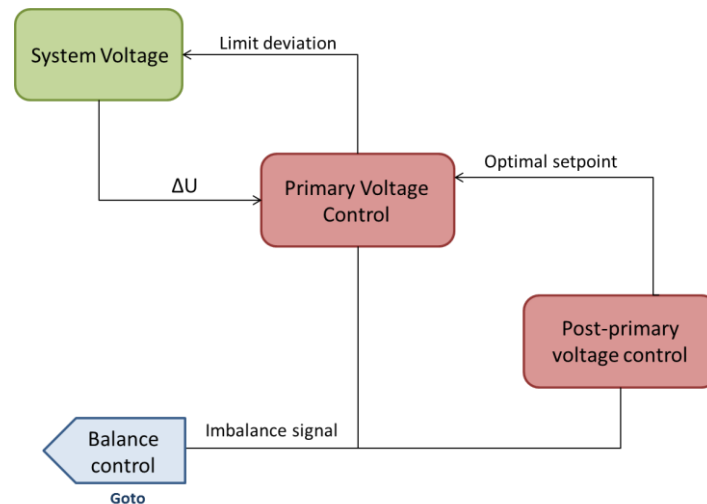 System Voltage
Limit deviation
ΔU
Primary Voltage
Control
Optimal setpoint
Post-primary
voltage control
Balance
control
Imbalance signal
Goto